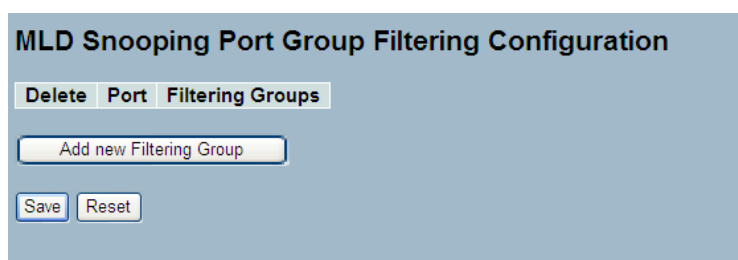 MLD Snooping Port Group Filtering Configuration
Delete Port Filtering Groups
Add new Filtering Group
Save Reset